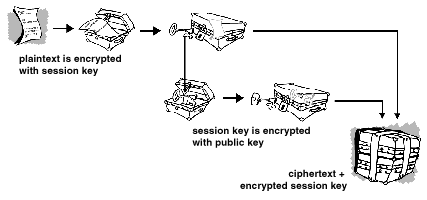 plaintext is encrypted
with session key
session key is encrypted
with public key
ciphertext +
encrypted session key